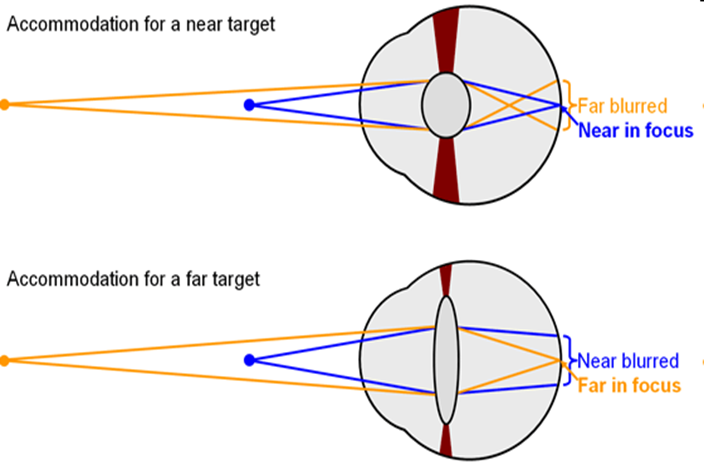 Accommodation for a near target
Far blurred
Near in focus
Accommodation for a far target
Near blurred
Far in focus